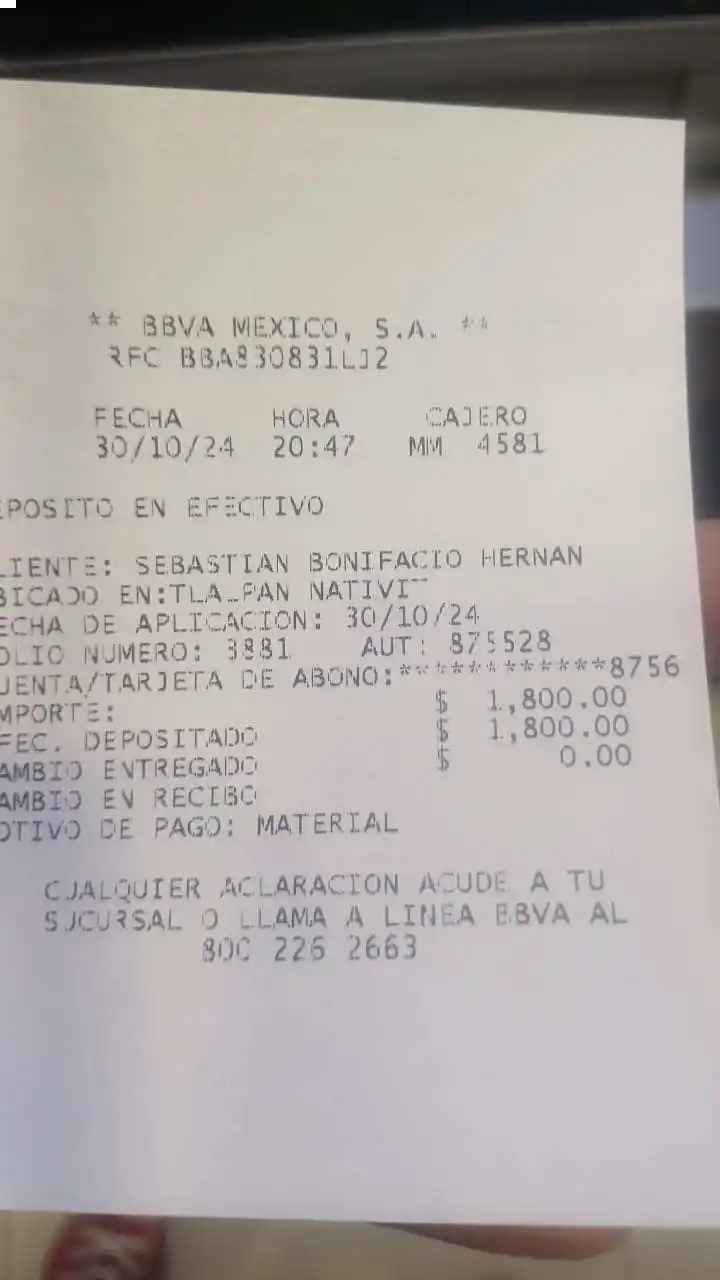 ** BBVA MEXICO, S.A. **
RFC BBA830831LJ2
FECHA HORA CAJERO
30/10/24 20:47 MM 4581
EPOSITO EN EFECTIVO
LIENTE: SEBASTIAN BONIFACIO HERNAN
BICADO EN:TLALPAN NATIVIT
ECHA DE APLICACION: 30/10/24
OLIO NUMERO: 3881 AUT: 875528
UENTA/TARJETA DE ABONO:************8756
MPORTE: $ 1,800.00
FEC. DEPOSITADO $ 1,800.00
AMBIO ENTREGADO $ 0.00
AMBIO EN RECIBO
OTIVO DE PAGO: MATERIAL
CUALQUIER ACLARACION ACUDE A TU
SUCURSAL O LLAMA A LINEA BBVA AL
800 226 2663